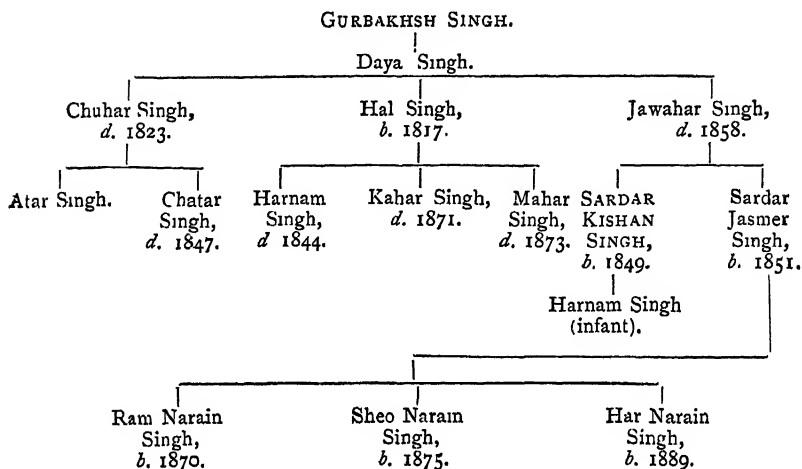 GURBAKHSH SINGH.
Daya Singh.
Chuhar Singh,
d. 1823.
Hal Singh,
b. 1817.
Jawahar Singh,
d. 1858.
Atar Singh.
Chatar
Singh,
d. 1847.
Harnam
Singh,
d 1844.
Kahar Singh,
d. 1871.
Mahar
Singh,
d. 1873.
SARDAR
KISHAN
SINGH,
b. 1849.
Sardar
Jasmer
Singh,
b. 1851.
Harnam Singh
(infant).
Ram Narain
Singh,
b. 1870.
Sheo Narain
Singh,
b. 1875.
Har Narain
Singh,
b. 1889.